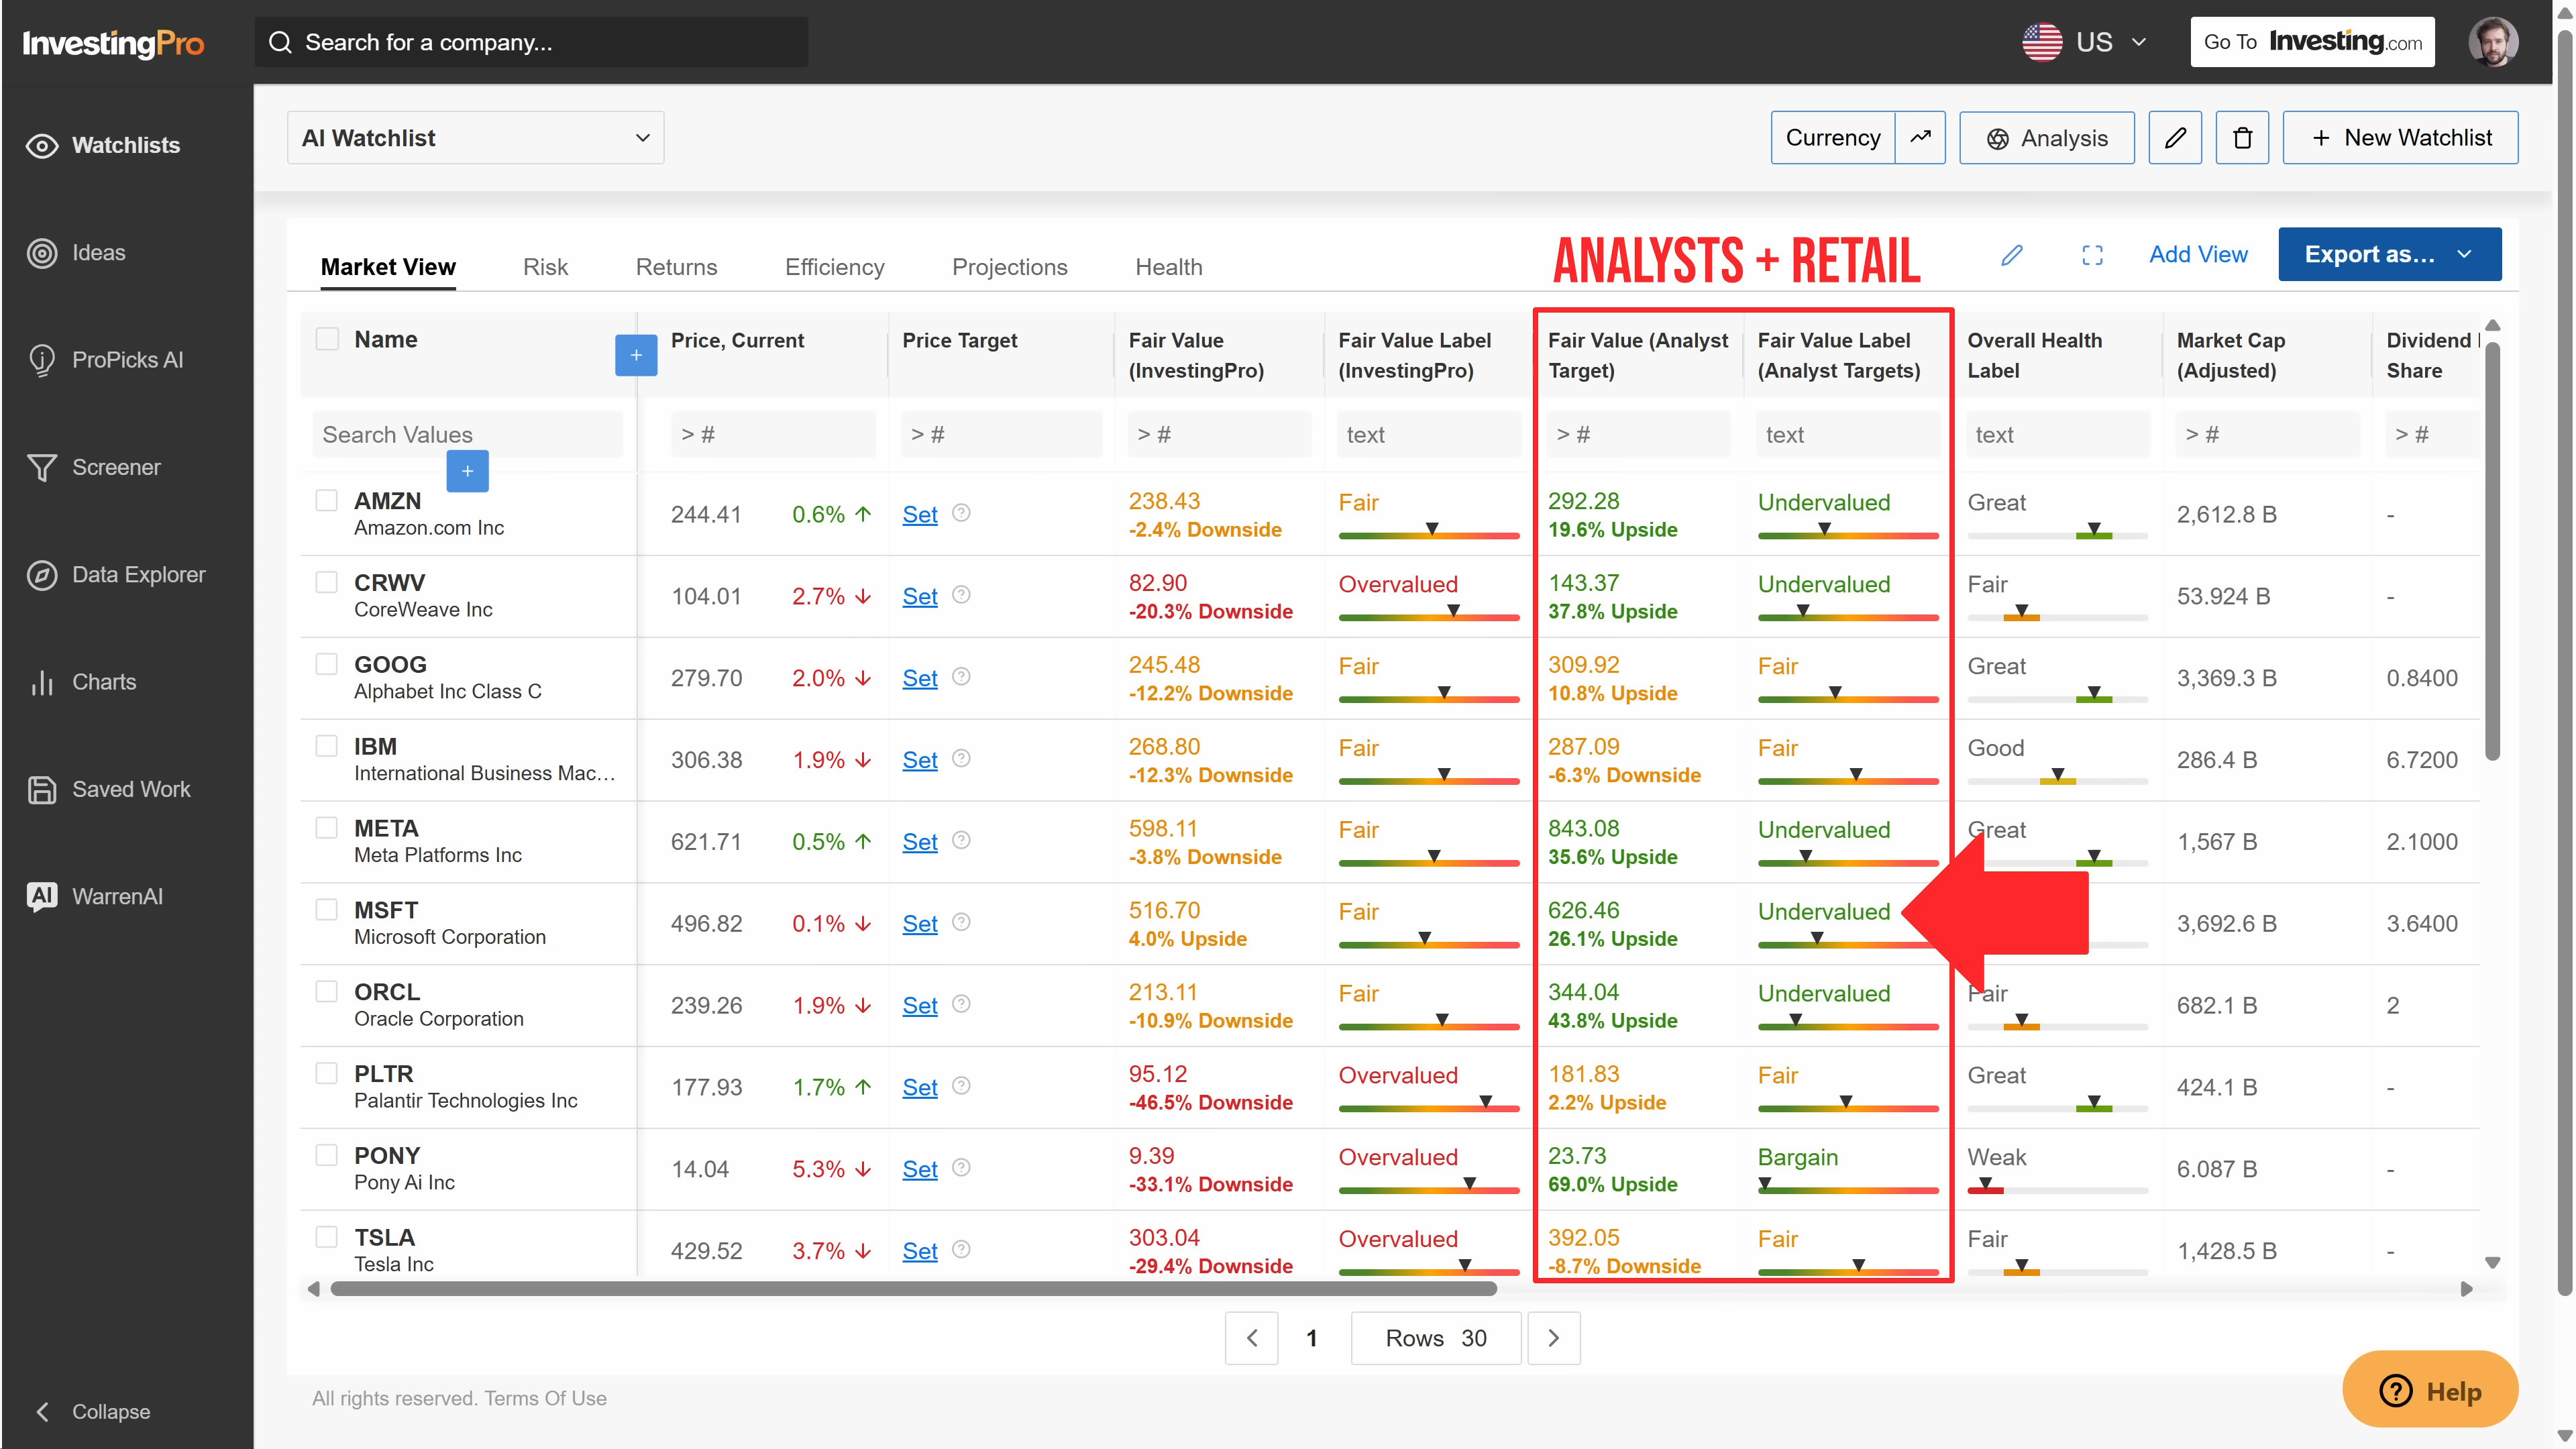 InvestingPro
Search for a company...
US
Go To Investing.com
Watchlists
Ideas
ProPicks AI
Screener
Data Explorer
Charts
Saved Work
AI WarrenAI
Collapse
AI Watchlist
Currency
Analysis
+ New Watchlist
Market View Risk Returns Efficiency Projections Health
ANALYSTS + RETAIL
Add View
Export as...
Name
+
Price, Current
Price Target
Fair Value
(InvestingPro)
Fair Value Label
(InvestingPro)
Fair Value (Analyst
Target)
Fair Value Label
(Analyst Targets)
Overall Health
Label
Market Cap
(Adjusted)
Dividend
Share
Search Values > # > # > # text > # text text > # > #
+
AMZN
Amazon.com Inc
244.41 0.6% ↑ Set ?
238.43
-2.4% Downside
Fair
292.28
19.6% Upside
Undervalued
Great
2,612.8 B
-
CRWV
CoreWeave Inc
104.01 2.7% ↓ Set ?
82.90
-20.3% Downside
Overvalued
143.37
37.8% Upside
Undervalued
Fair
53.924 B
-
GOOG
Alphabet Inc Class C
279.70 2.0% ↓ Set ?
245.48
-12.2% Downside
Fair
309.92
10.8% Upside
Fair
Great
3,369.3 B
0.8400
IBM
International Business Mac...
306.38 1.9% ↓ Set ?
268.80
-12.3% Downside
Fair
287.09
-6.3% Downside
Fair
Good
286.4 B
6.7200
META
Meta Platforms Inc
621.71 0.5% ↑ Set ?
598.11
-3.8% Downside
Fair
843.08
35.6% Upside
Undervalued
Great
1,567 B
2.1000
MSFT
Microsoft Corporation
496.82 0.1% ↓ Set ?
516.70
4.0% Upside
Fair
626.46
26.1% Upside
Undervalued
3,692.6 B
3.6400
ORCL
Oracle Corporation
239.26 1.9% ↓ Set ?
213.11
-10.9% Downside
Fair
344.04
43.8% Upside
Undervalued
Fair
682.1 B
2
PLTR
Palantir Technologies Inc
177.93 1.7% ↑ Set ?
95.12
-46.5% Downside
Overvalued
181.83
2.2% Upside
Fair
Great
424.1 B
-
PONY
Pony Ai Inc
14.04 5.3% ↓ Set ?
9.39
-33.1% Downside
Overvalued
23.73
69.0% Upside
Bargain
Weak
6.087 B
-
TSLA
Tesla Inc
429.52 3.7% ↓ Set ?
303.04
-29.4% Downside
Overvalued
392.05
-8.7% Downside
Fair
Fair
1,428.5 B
-
1
Rows 30
All rights reserved. Terms Of Use
? Help